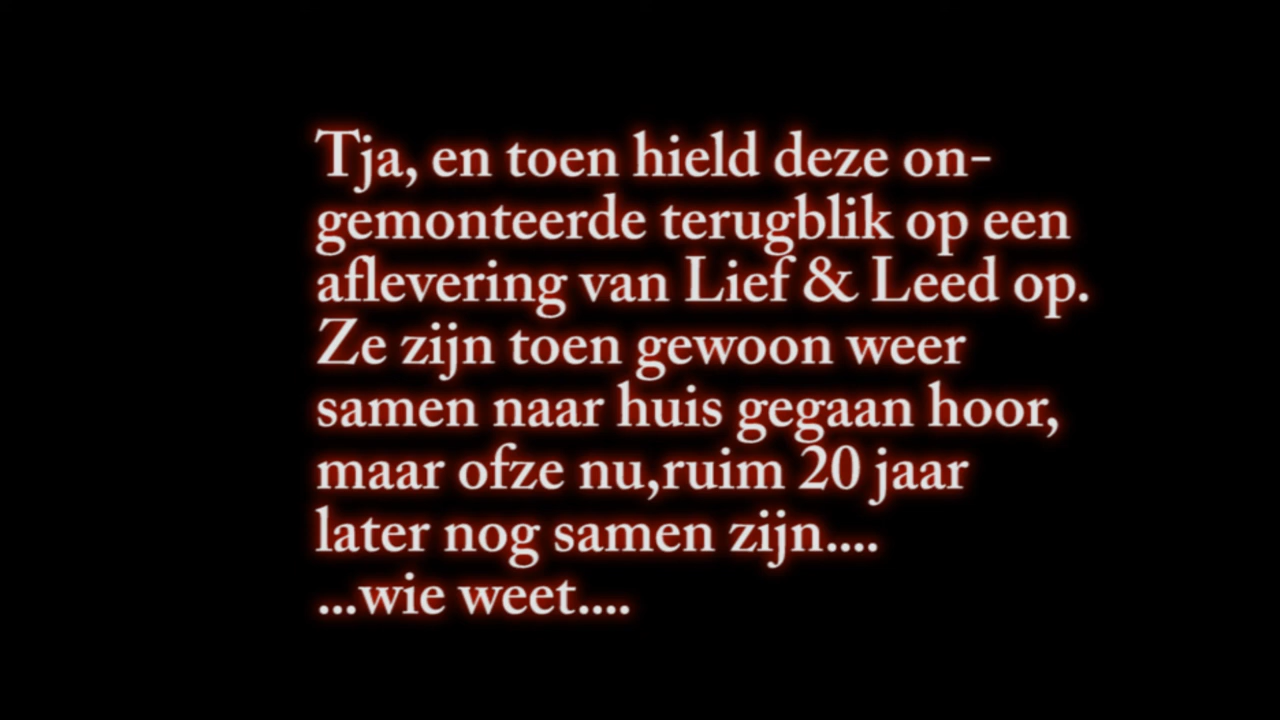 Tja, en toen hield deze on-
gemonteerde terugblik op een
aflevering van Lief & Leed op.
Ze zijn toen gewoon weer
samen naar huis gegaan hoor,
maar ofze nu,ruim 20 jaar
later nog samen zijn....
...wie weet....